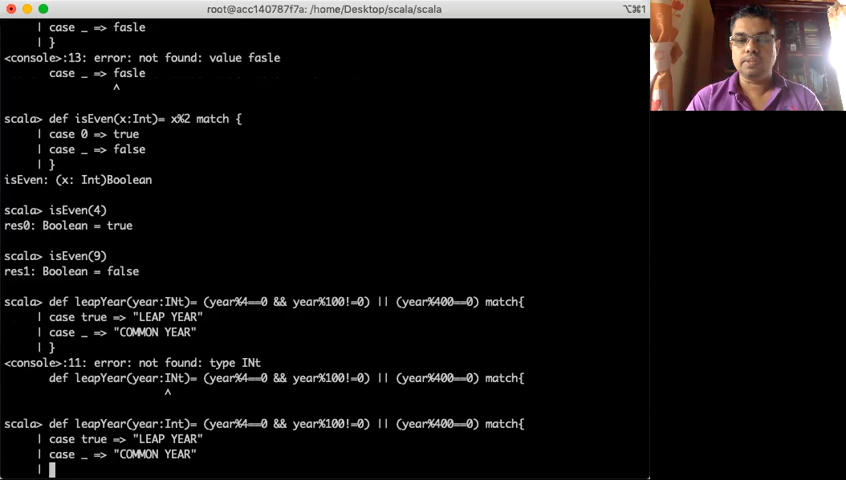 root@acc140787f7a: /home/Desktop/scala/scala
⌥⌘1
| case _ => fasle
| }
<console>:13: error: not found: value fasle
case _ => fasle
^
scala> def isEven(x:Int)= x%2 match {
| case 0 => true
| case _ => false
| }
isEven: (x: Int)Boolean
scala> isEven(4)
res0: Boolean = true
scala> isEven(9)
res1: Boolean = false
scala> def leapYear(year:INt)= (year%4==0 && year%100!=0) || (year%400==0) match{
| case true => "LEAP YEAR"
| case _ => "COMMON YEAR"
| }
<console>:11: error: not found: type INt
def leapYear(year:INt)= (year%4==0 && year%100!=0) || (year%400==0) match{
^
scala> def leapYear(year:Int)= (year%4==0 && year%100!=0) || (year%400==0) match{
| case true => "LEAP YEAR"
| case _ => "COMMON YEAR"
|